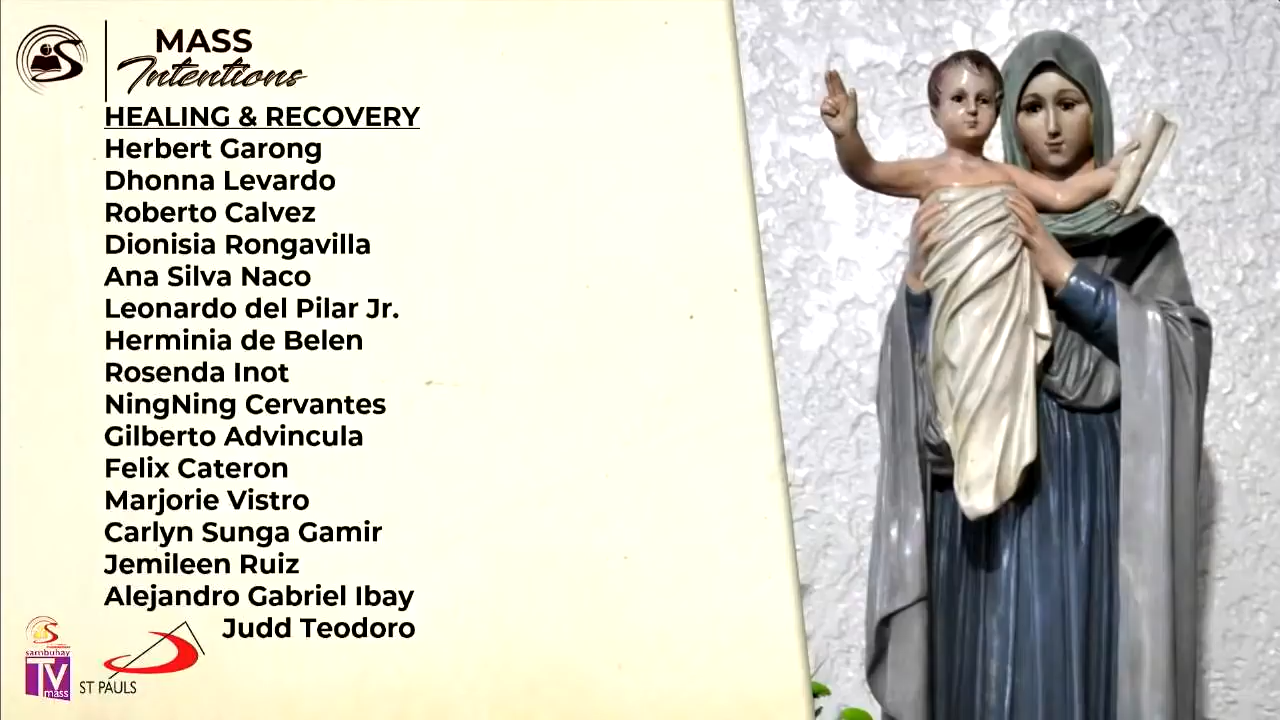 MASS
Intentions
HEALING & RECOVERY
Herbert Garong
Dhonna Levardo
Roberto Calvez
Dionisia Rongavilla
Ana Silva Naco
Leonardo del Pilar Jr.
Herminia de Belen
Rosenda Inot
NingNing Cervantes
Gilberto Advincula
Felix Cateron
Marjorie Vistro
Carlyn Sunga Gamir
Jemileen Ruiz
Alejandro Gabriel Ibay
Judd Teodoro
sambuhay
TV
mass
ST PAULS